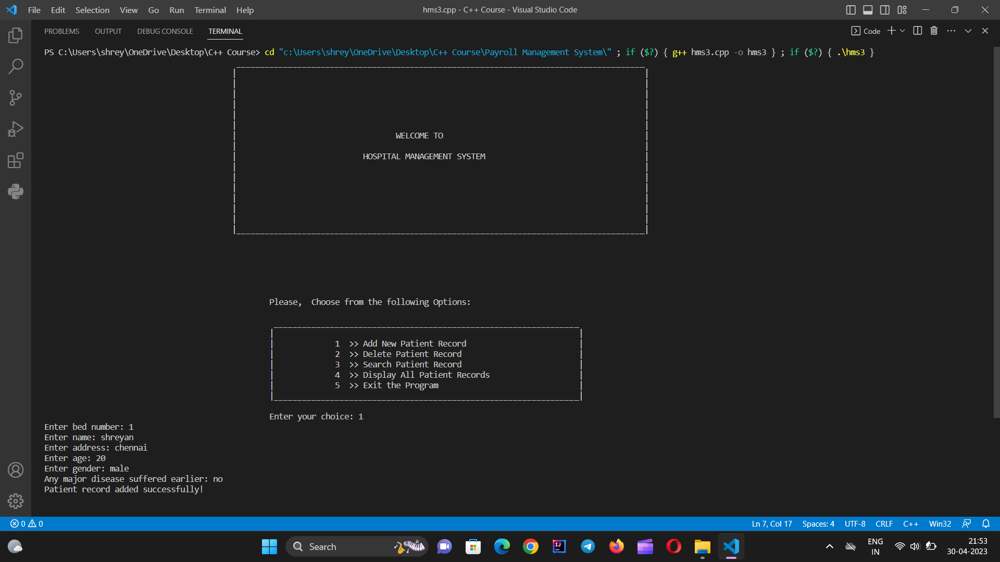 File Edit Selection View Go Run Terminal Help
hms3.cpp - C++ Course - Visual Studio Code
PROBLEMS OUTPUT DEBUG CONSOLE TERMINAL
Code
PS C:\Users\shrey\OneDrive\Desktop\C++ Course> cd "c:\Users\shrey\OneDrive\Desktop\C++ Course\Payroll Management System\" ; if ($?) { g++ hms3.cpp -o hms3 } ; if ($?) { .\hms3 }
WELCOME TO
HOSPITAL MANAGEMENT SYSTEM
Please,  Choose from the following Options:
1 >> Add New Patient Record
2 >> Delete Patient Record
3 >> Search Patient Record
4 >> Display All Patient Records
5 >> Exit the Program
Enter your choice: 1
Enter bed number: 1
Enter name: shreyan
Enter address: chennai
Enter age: 20
Enter gender: male
Any major disease suffered earlier: no
Patient record added successfully!
0 0
Ln 7, Col 17 Spaces: 4 UTF-8 CRLF C++ Win32
Search
IJ
ENG
IN
21:53
30-04-2023